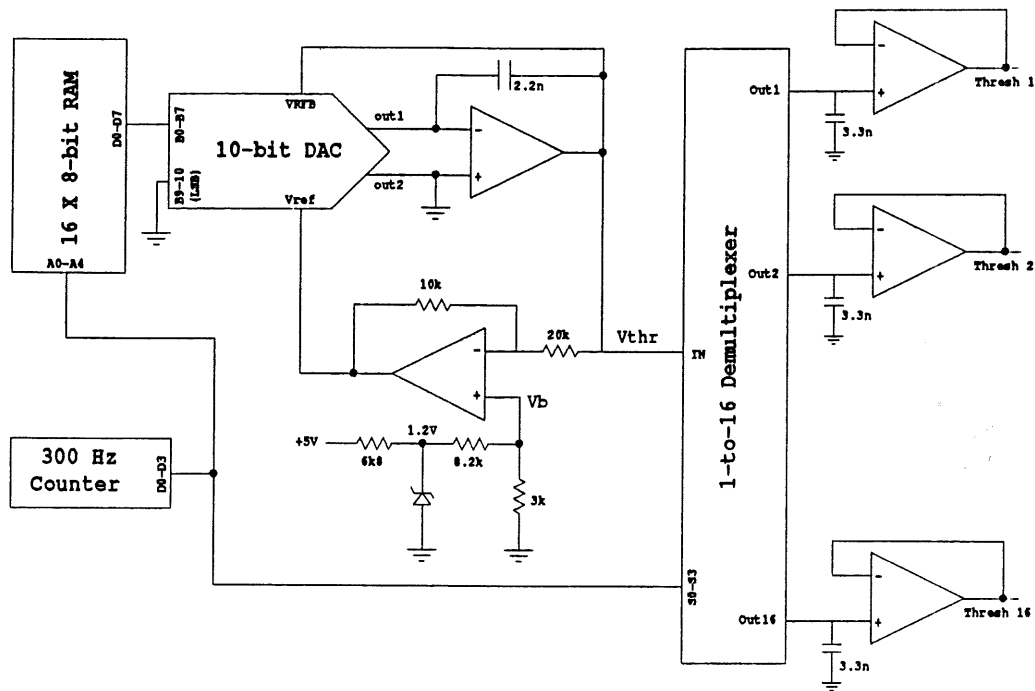 16 X 8-bit RAM
D0-D7
A0-A4
B0-B7
B9-10
(LSB)
VRFB
10-bit DAC
Vref
out1
out2
2.2n
-
+
10k
20k
-
+
Vthr
Vb
+5V
6k8
1.2V
8.2k
3k
300 Hz
Counter
D0-D3
1-to-16 Demultiplexer
IN
S0-S3
Out1
Out2
Out16
-
+
3.3n
Thresh 1
-
+
3.3n
Thresh 2
-
+
3.3n
Thresh 16